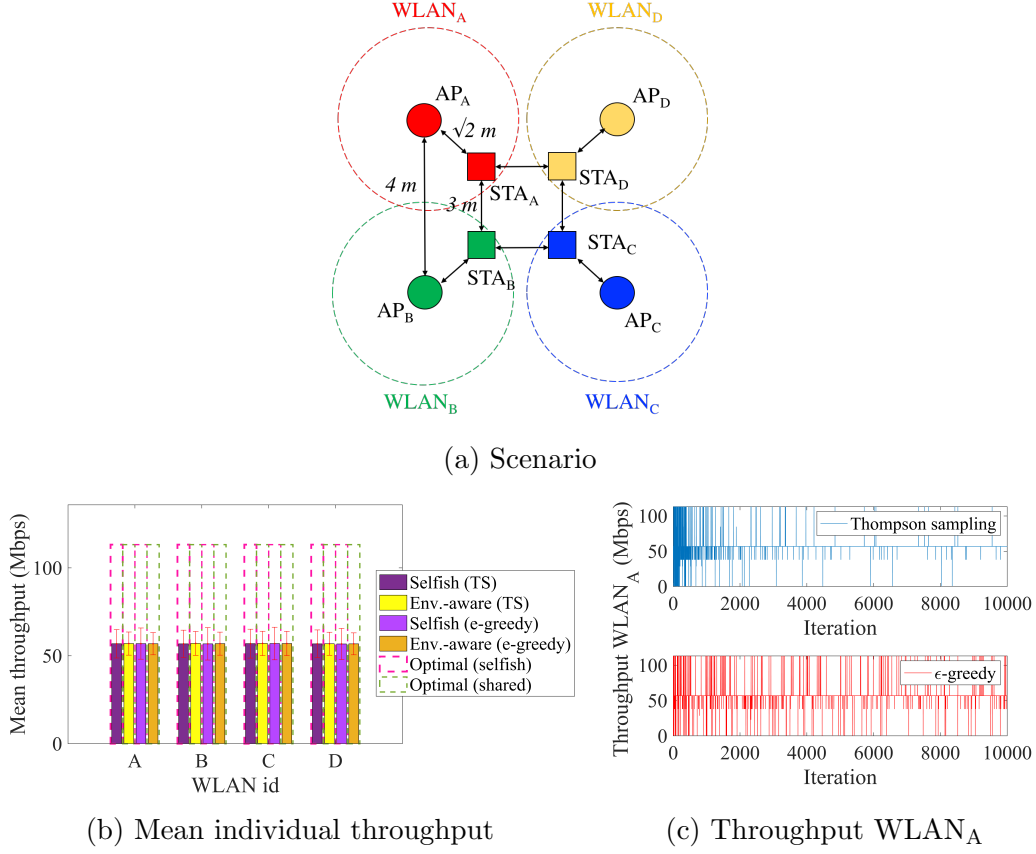 WLAN_A
WLAN_D
AP_A
AP_D
√2 m
STA_D
STA_A
4 m
3 m
STA_C
STA_B
AP_B
AP_C
WLAN_B
WLAN_C
(a) Scenario
Mean throughput (Mbps)
100
50
0
A
B
C
D
WLAN id
Selfish (TS)
Env.-aware (TS)
Selfish (e-greedy)
Env.-aware (e-greedy)
Optimal (selfish)
Optimal (shared)
(b) Mean individual throughput
Throughput WLAN_A (Mbps)
100
50
0
Thompson sampling
0
2000
4000
6000
8000
10000
Iteration
100
50
0
ϵ-greedy
0
2000
4000
6000
8000
10000
Iteration
(c) Throughput WLAN_A